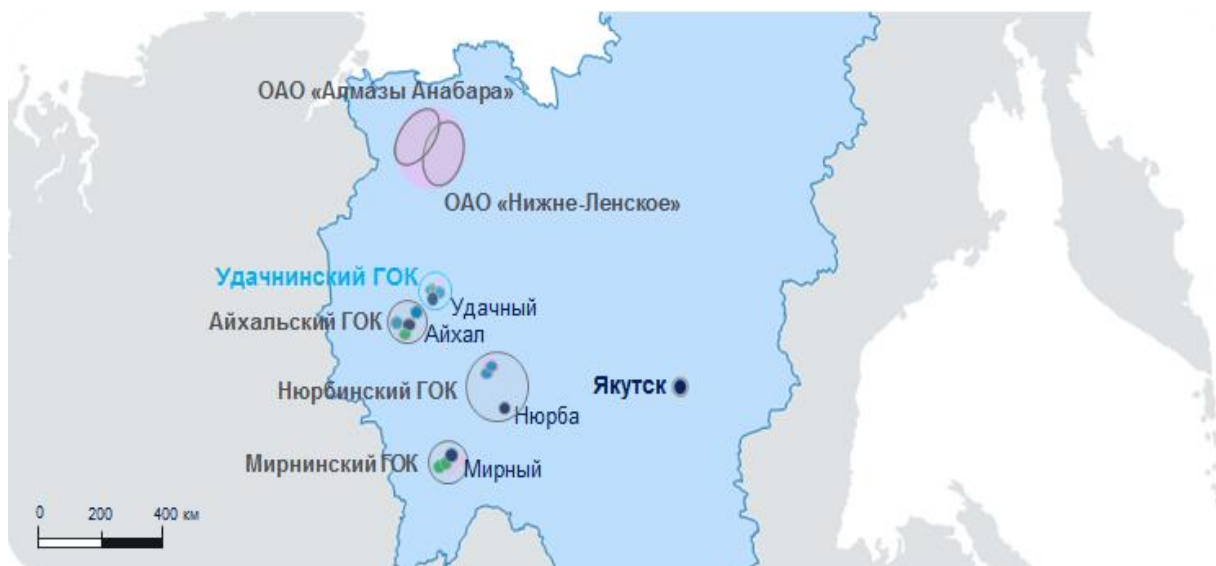 ОАО «Алмазы Анабара»
ОАО «Нижне-Ленское»
Удачнинский ГОК
Удачный
Айхальский ГОК
Айхал
Нюрбинский ГОК
Якутск
Нюрба
Мирнинский ГОК
Мирный
0 200 400 км